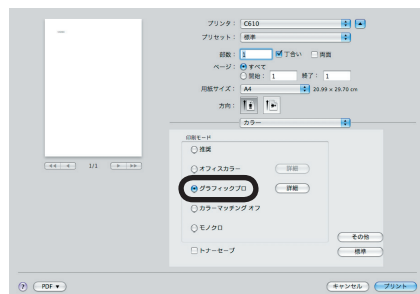 プリンタ： C610
プリセット： 標準
部数： 1 丁合い 両面
ページ： すべて
開始： 1 終了： 1
用紙サイズ： A4 20.99 x 29.70 cm
方向：
カラー
印刷モード
推奨
オフィスカラー 詳細
グラフィックプロ 詳細
カラーマッチング オフ
モノクロ
トナーセーブ
その他
標準
1/1
? PDF キャンセル プリント